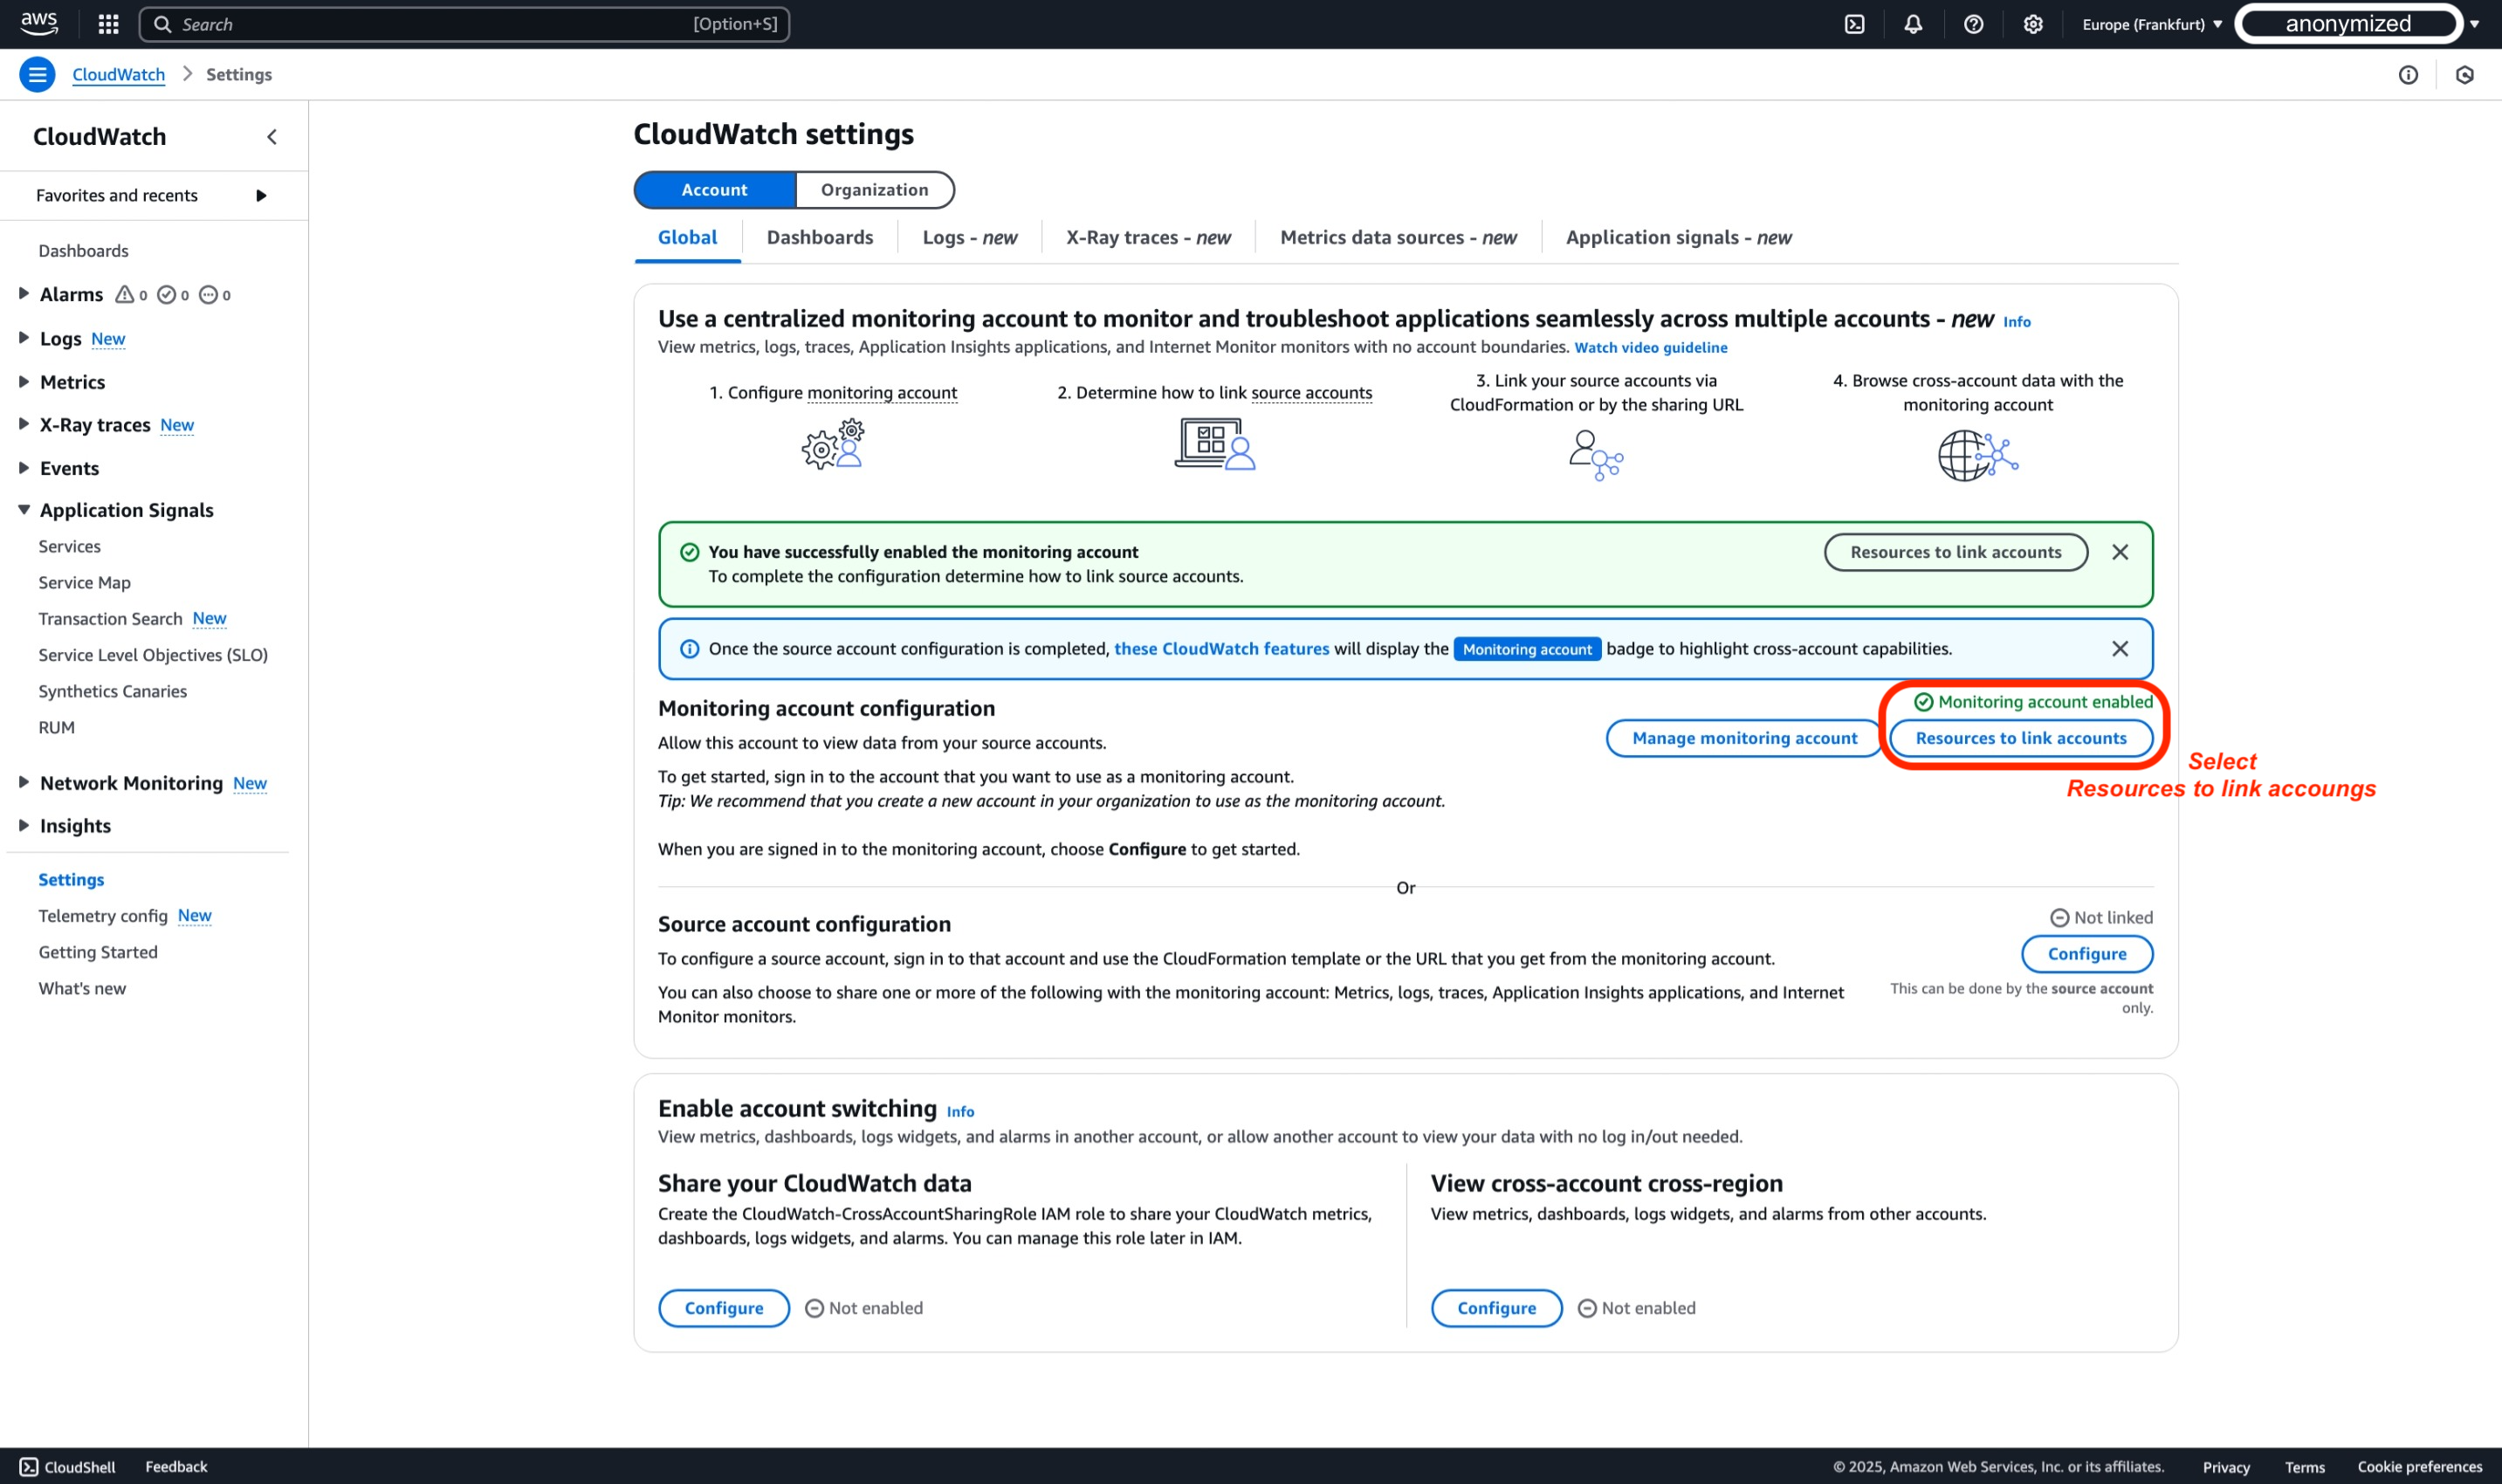 aws
Search [Option+S]
Europe (Frankfurt)
anonymized
CloudWatch
Settings
CloudWatch
Favorites and recents
Dashboards
Alarms 0 0 0
Logs New
Metrics
X-Ray traces New
Events
Application Signals
Services
Service Map
Transaction Search New
Service Level Objectives (SLO)
Synthetics Canaries
RUM
Network Monitoring New
Insights
Settings
Telemetry config New
Getting Started
What's new
CloudWatch settings
Account
Organization
Global
Dashboards
Logs - new
X-Ray traces - new
Metrics data sources - new
Application signals - new
Use a centralized monitoring account to monitor and troubleshoot applications seamlessly across multiple accounts - new Info
View metrics, logs, traces, Application Insights applications, and Internet Monitor monitors with no account boundaries. Watch video guideline
1. Configure monitoring account
2. Determine how to link source accounts
3. Link your source accounts via
CloudFormation or by the sharing URL
4. Browse cross-account data with the
monitoring account
You have successfully enabled the monitoring account
To complete the configuration determine how to link source accounts.
Resources to link accounts
Once the source account configuration is completed, these CloudWatch features will display the Monitoring account badge to highlight cross-account capabilities.
Monitoring account configuration
Monitoring account enabled
Manage monitoring account
Resources to link accounts
Select
Resources to link accoungs
Allow this account to view data from your source accounts.
To get started, sign in to the account that you want to use as a monitoring account.
Tip: We recommend that you create a new account in your organization to use as the monitoring account.
When you are signed in to the monitoring account, choose Configure to get started.
Or
Source account configuration
Not linked
Configure
This can be done by the source account
only.
To configure a source account, sign in to that account and use the CloudFormation template or the URL that you get from the monitoring account.
You can also choose to share one or more of the following with the monitoring account: Metrics, logs, traces, Application Insights applications, and Internet
Monitor monitors.
Enable account switching Info
View metrics, dashboards, logs widgets, and alarms in another account, or allow another account to view your data with no log in/out needed.
Share your CloudWatch data
Create the CloudWatch-CrossAccountSharingRole IAM role to share your CloudWatch metrics,
dashboards, logs widgets, and alarms. You can manage this role later in IAM.
Configure
Not enabled
View cross-account cross-region
View metrics, dashboards, logs widgets, and alarms from other accounts.
Configure
Not enabled
CloudShell
Feedback
© 2025, Amazon Web Services, Inc. or its affiliates.
Privacy
Terms
Cookie preferences